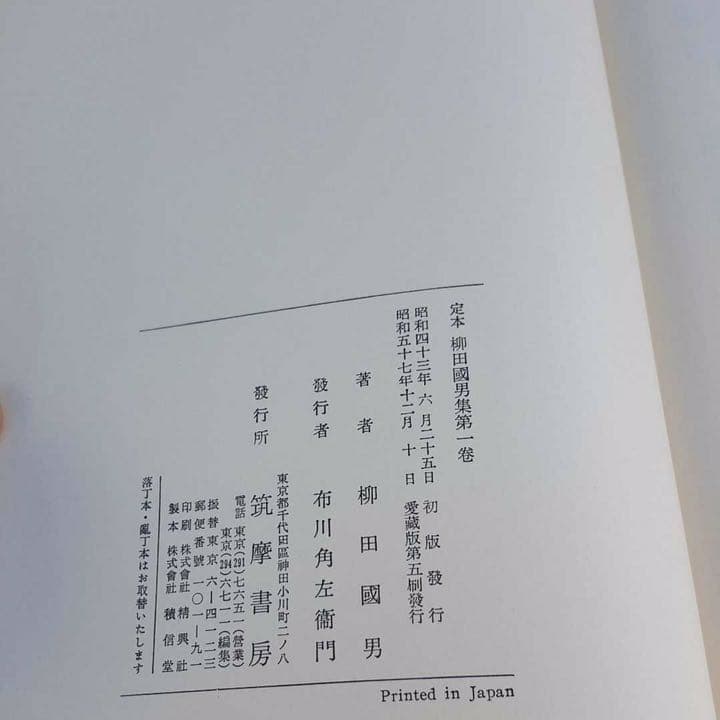 定本 柳田國男集第一卷
昭和四十三年 六 月二十五日 初版發行
昭和五十七年十二月 十 日 愛藏版第五刷發行
著者 柳田國男
發行者 布川角左衞門
發行所 筑摩書房
東京都千代田區神田小川町二ノ八
電話 東京(291)七六五一(營業)
東京(294)六七一一(編集)
振替東京六―四一二三
郵便番號一〇一―九一
印刷 株式會社 精興社
製本 株式會社 積信堂
落丁本・亂丁本はお取替いたします
Printed in Japan